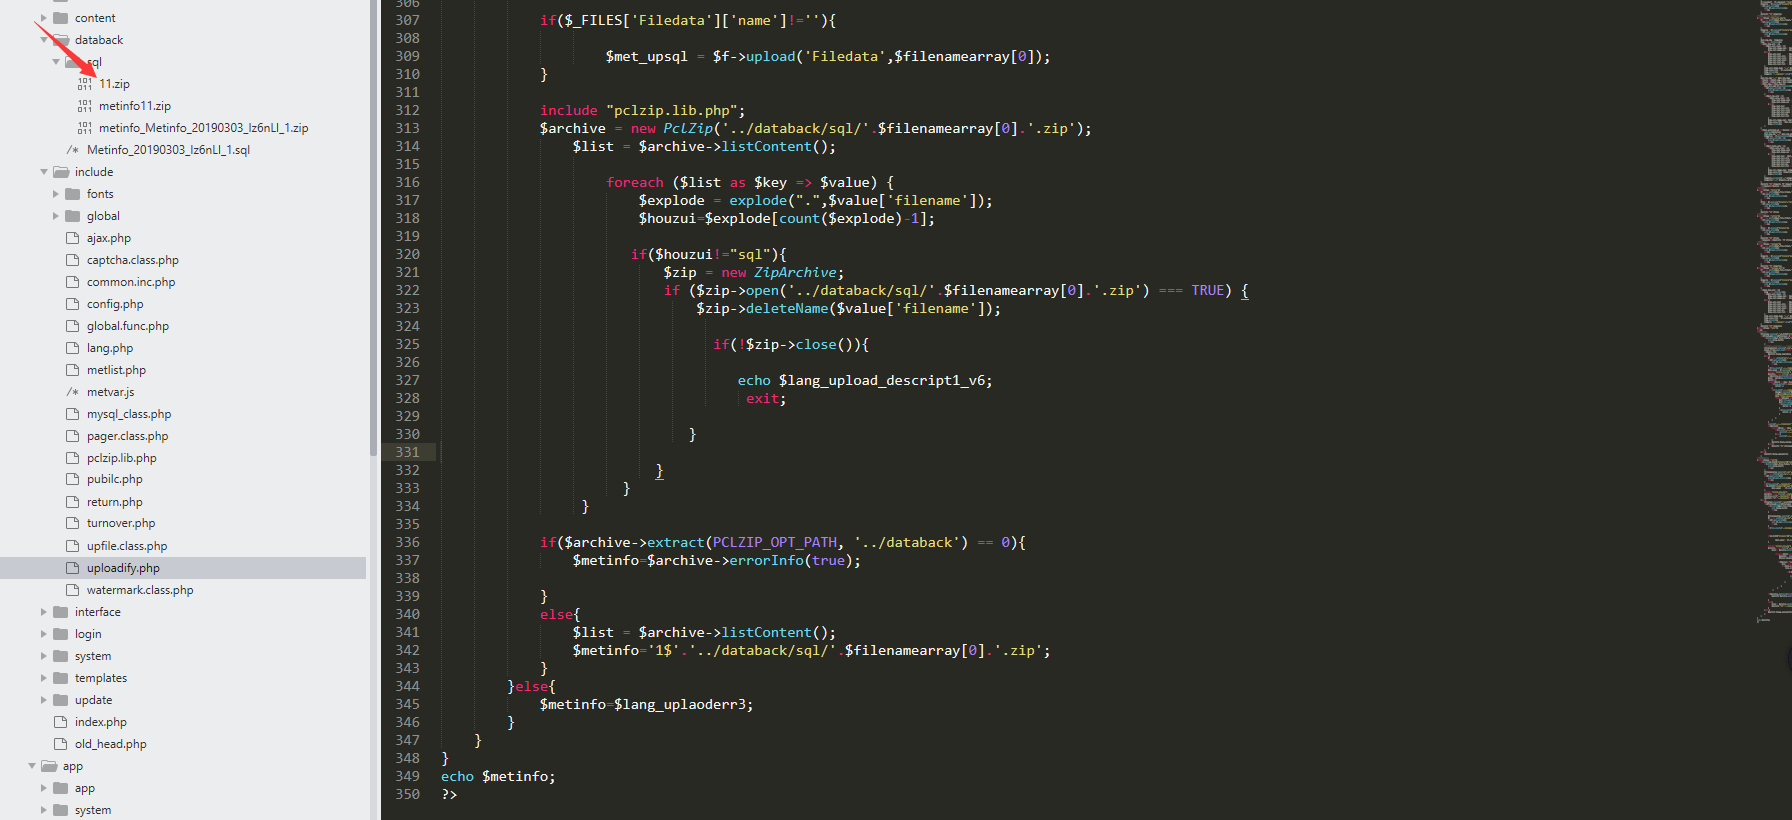 content
databack
sql
11.zip
metinfo11.zip
metinfo_Metinfo_20190303_lz6nLI_1.zip
/* Metinfo_20190303_lz6nLI_1.sql
include
fonts
global
ajax.php
captcha.class.php
common.inc.php
config.php
global.func.php
lang.php
metlist.php
/* metvar.js
mysql_class.php
pager.class.php
pclzip.lib.php
pubilc.php
return.php
turnover.php
upfile.class.php
uploadify.php
watermark.class.php
interface
login
system
templates
update
index.php
old_head.php
app
app
system
306
307 if($_FILES['Filedata']['name']!=''){
308
309 $met_upsql = $f->upload('Filedata',$filenamearray[0]);
310 }
311
312 include "pclzip.lib.php";
313 $archive = new PclZip('../databack/sql/'.$filenamearray[0].'.zip');
314 $list = $archive->listContent();
315
316 foreach ($list as $key => $value) {
317 $explode = explode(".",$value['filename']);
318 $houzui=$explode[count($explode)-1];
319
320 if($houzui!="sql"){
321 $zip = new ZipArchive;
322 if ($zip->open('../databack/sql/'.$filenamearray[0].'.zip') === TRUE) {
323 $zip->deleteName($value['filename']);
324
325 if(!$zip->close()){
326
327 echo $lang_upload_descript1_v6;
328 exit;
329
330 }
331
332 }
333 }
334 }
335
336 if($archive->extract(PCLZIP_OPT_PATH, '../databack') == 0){
337 $metinfo=$archive->errorInfo(true);
338
339 }
340 else{
341 $list = $archive->listContent();
342 $metinfo='1$'.'../databack/sql/'.$filenamearray[0].'.zip';
343 }
344 }else{
345 $metinfo=$lang_uplaoderr3;
346 }
347 }
348 }
349 echo $metinfo;
350 ?>